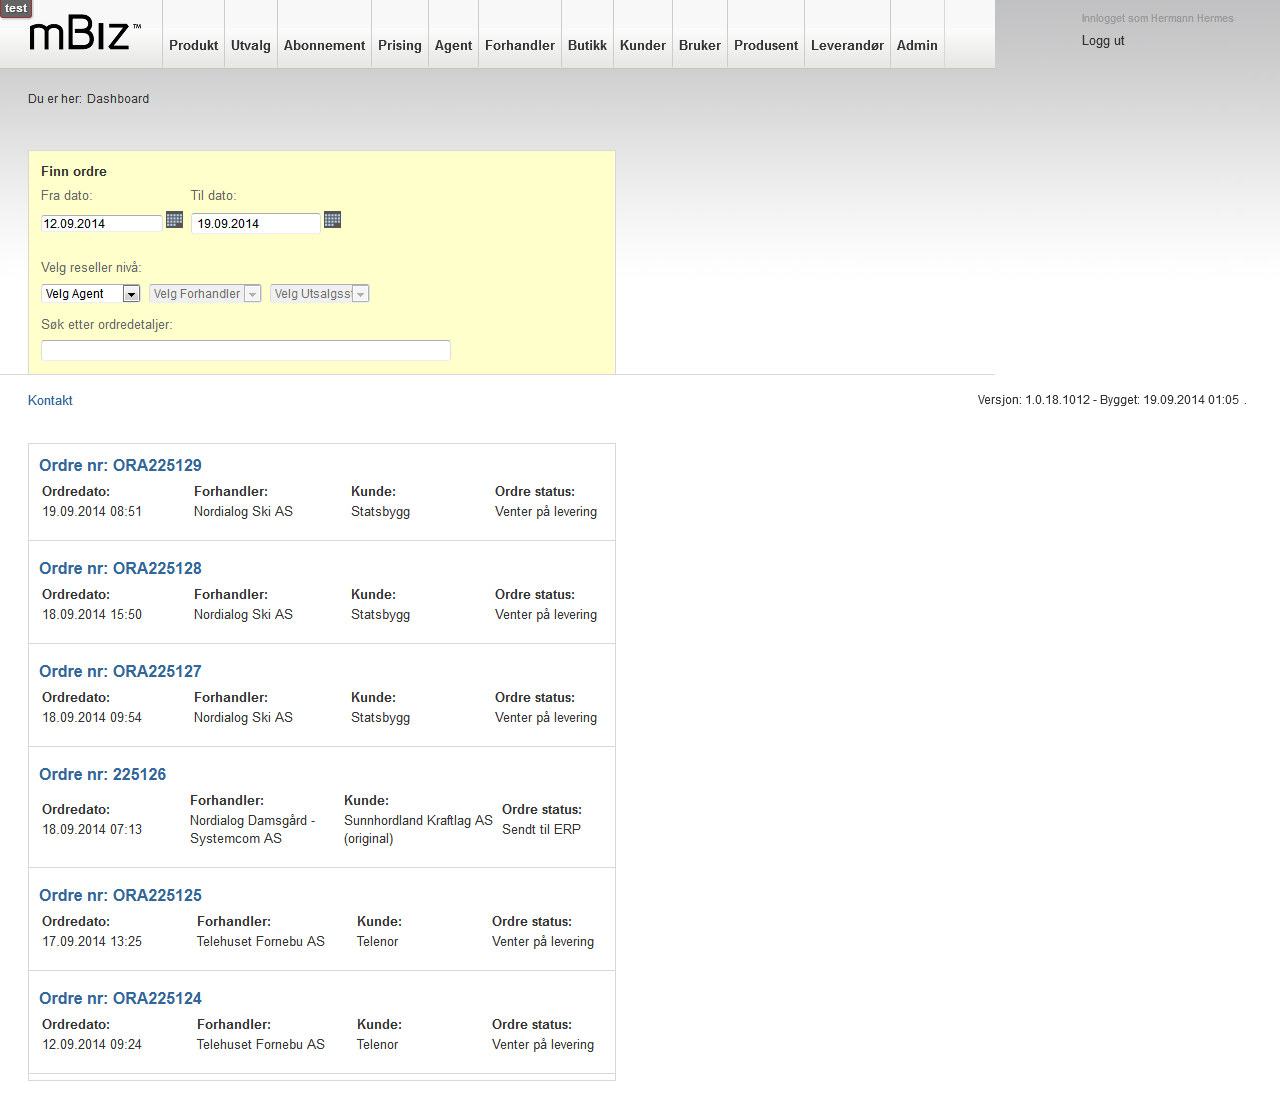 test
mBiz™
Produkt Utvalg Abonnement Prising Agent Forhandler Butikk Kunder Bruker Produsent Leverandør Admin
Innlogget som Hermann Hermes
Logg ut
Du er her: Dashboard
Finn ordre
Fra dato: Til dato:
12.09.2014 19.09.2014
Velg reseller nivå:
Velg Agent Velg Forhandler Velg Utsalgss
Søk etter ordredetaljer:
Kontakt
Versjon: 1.0.18.1012 - Bygget: 19.09.2014 01:05 .
Ordre nr: ORA225129
Ordredato: Forhandler: Kunde: Ordre status:
19.09.2014 08:51 Nordialog Ski AS Statsbygg Venter på levering
Ordre nr: ORA225128
Ordredato: Forhandler: Kunde: Ordre status:
18.09.2014 15:50 Nordialog Ski AS Statsbygg Venter på levering
Ordre nr: ORA225127
Ordredato: Forhandler: Kunde: Ordre status:
18.09.2014 09:54 Nordialog Ski AS Statsbygg Venter på levering
Ordre nr: 225126
Ordredato: Forhandler: Kunde: Ordre status:
18.09.2014 07:13 Nordialog Damsgård - Sunnhordland Kraftlag AS Sendt til ERP
Systemcom AS (original)
Ordre nr: ORA225125
Ordredato: Forhandler: Kunde: Ordre status:
17.09.2014 13:25 Telehuset Fornebu AS Telenor Venter på levering
Ordre nr: ORA225124
Ordredato: Forhandler: Kunde: Ordre status:
12.09.2014 09:24 Telehuset Fornebu AS Telenor Venter på levering